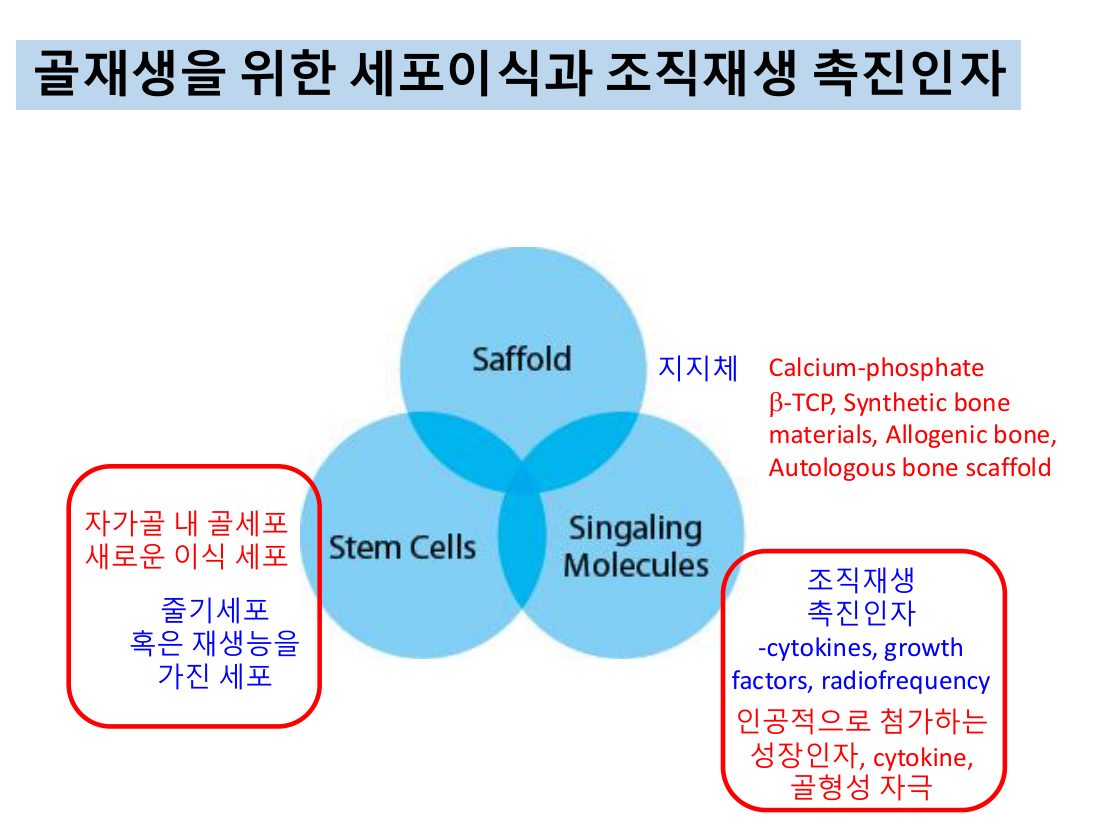 골재생을 위한 세포이식과 조직재생 촉진인자
Saffold
지지체
Calcium-phosphate
β-TCP, Synthetic bone
materials, Allogenic bone,
Autologous bone scaffold
자가골 내 골세포
새로운 이식 세포
줄기세포
혹은 재생능을
가진 세포
Stem Cells
Singaling
Molecules
조직재생
촉진인자
-cytokines, growth
factors, radiofrequency
인공적으로 첨가하는
성장인자, cytokine,
골형성 자극